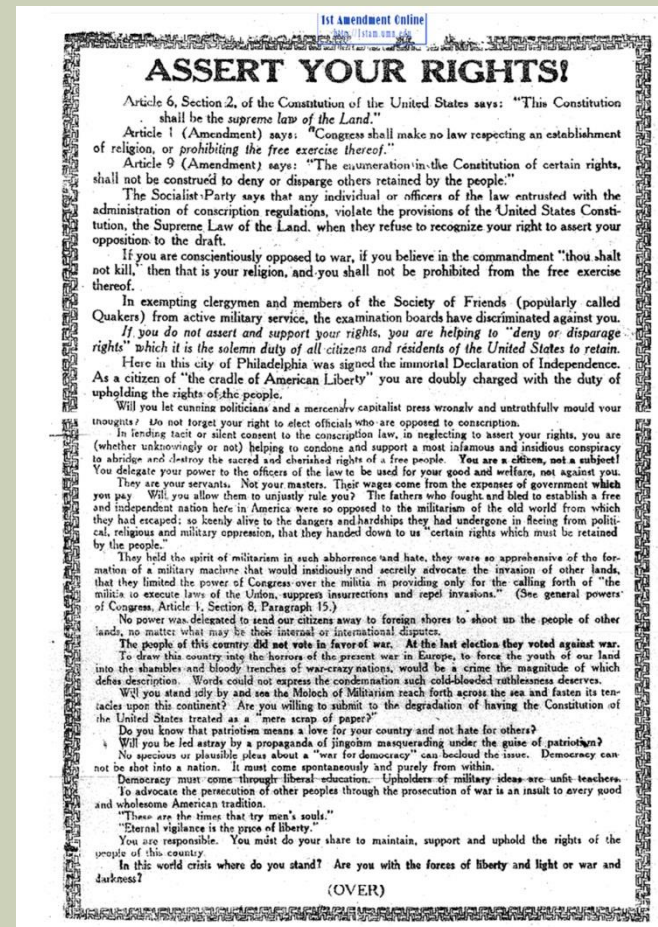 1st Amendment Online
http://1stam.umn.edu
ASSERT YOUR RIGHTS!
Article 6, Section 2, of the Constitution of the United States says: "This Constitution
shall be the supreme law of the Land."
Article 1 (Amendment) says: "Congress shall make no law respecting an establishment
of religion, or prohibiting the free exercise thereof."
Article 9 (Amendment) says: "The enumeration in the Constitution of certain rights,
shall not be construed to deny or disparge others retained by the people."
The Socialist Party says that any individual or officers of the law entrusted with the
administration of conscription regulations, violate the provisions of the United States Consti-
tution, the Supreme Law of the Land, when they refuse to recognize your right to assert your
opposition to the draft.
If you are conscientiously opposed to war, if you believe in the commandment "thou shalt
not kill," then that is your religion, and you shall not be prohibited from the free exercise
thereof.
In exempting clergymen and members of the Society of Friends (popularly called
Quakers) from active military service, the examination boards have discriminated against you.
If you do not assert and support your rights, you are helping to "deny or disparage
rights" which it is the solemn duty of all citizens and residents of the United States to retain.
Here in this city of Philadelphia was signed the immortal Declaration of Independence.
As a citizen of "the cradle of American Liberty" you are doubly charged with the duty of
upholding the rights of the people.
Will you let cunning politicians and a mercenary capitalist press wrongly and untruthfully mould your
thoughts? Do not forget your right to elect officials who are opposed to conscription.
In lending tacit or silent consent to the conscription law, in neglecting to assert your rights, you are
(whether unknowingly or not) helping to condone and support a most infamous and insidious conspiracy
to abridge and destroy the sacred and cherished rights of a free people. You are a citizen, not a subject!
You delegate your power to the officers of the law to be used for your good and welfare, not against you.
They are your servants. Not your masters. Their wages come from the expenses of government which
you pay. Will you allow them to unjustly rule you? The fathers who fought and bled to establish a free
and independent nation here in America were so opposed to the militarism of the old world from which
they had escaped; so keenly alive to the dangers and hardships they had undergone in fleeing from politi-
cal, religious and military oppression, that they handed down to us "certain rights which must be retained
by the people."
They held the spirit of militarism in such abhorrence and hate, they were so apprehensive of the for-
mation of a military machine that would insidiously and secretly advocate the invasion of other lands,
that they limited the power of Congress over the militia in providing only for the calling forth of "the
militia to execute laws of the Union, suppress insurrections and repel invasions." (See general powers
of Congress, Article 1, Section 8, Paragraph 15.)
No power was delegated to send our citizens away to foreign shores to shoot up the people of other
lands, no matter what may be their internal or international disputes.
The people of this country did not vote in favor of war. At the last election they voted against war.
To draw this country into the horrors of the present war in Europe, to force the youth of our land
into the shambles and bloody trenches of war-crazy nations, would be a crime the magnitude of which
defies description. Words could not express the condemnation such cold-blooded ruthlessness deserves.
Will you stand idly by and see the Moloch of Militarism reach forth across the sea and fasten its ten-
tacles upon this continent? Are you willing to submit to the degradation of having the Constitution of
the United States treated as a "mere scrap of paper?"
Do you know that patriotism means a love for your country and not hate for others?
Will you be led astray by a propaganda of jingoism masquerading under the guise of patriotism?
No specious or plausible pleas about a "war for democracy" can becloud the issue. Democracy can
not be shot into a nation. It must come spontaneously and purely from within.
Democracy must come through liberal education. Upholders of military ideas are unfit teachers.
To advocate the persecution of other peoples through the prosecution of war is an insult to every good
and wholesome American tradition.
"These are the times that try men's souls."
"Eternal vigilance is the price of liberty."
You are responsible. You must do your share to maintain, support and uphold the rights of the
people of this country.
In this world crisis where do you stand? Are you with the forces of liberty and light or war and
darkness?
(OVER)